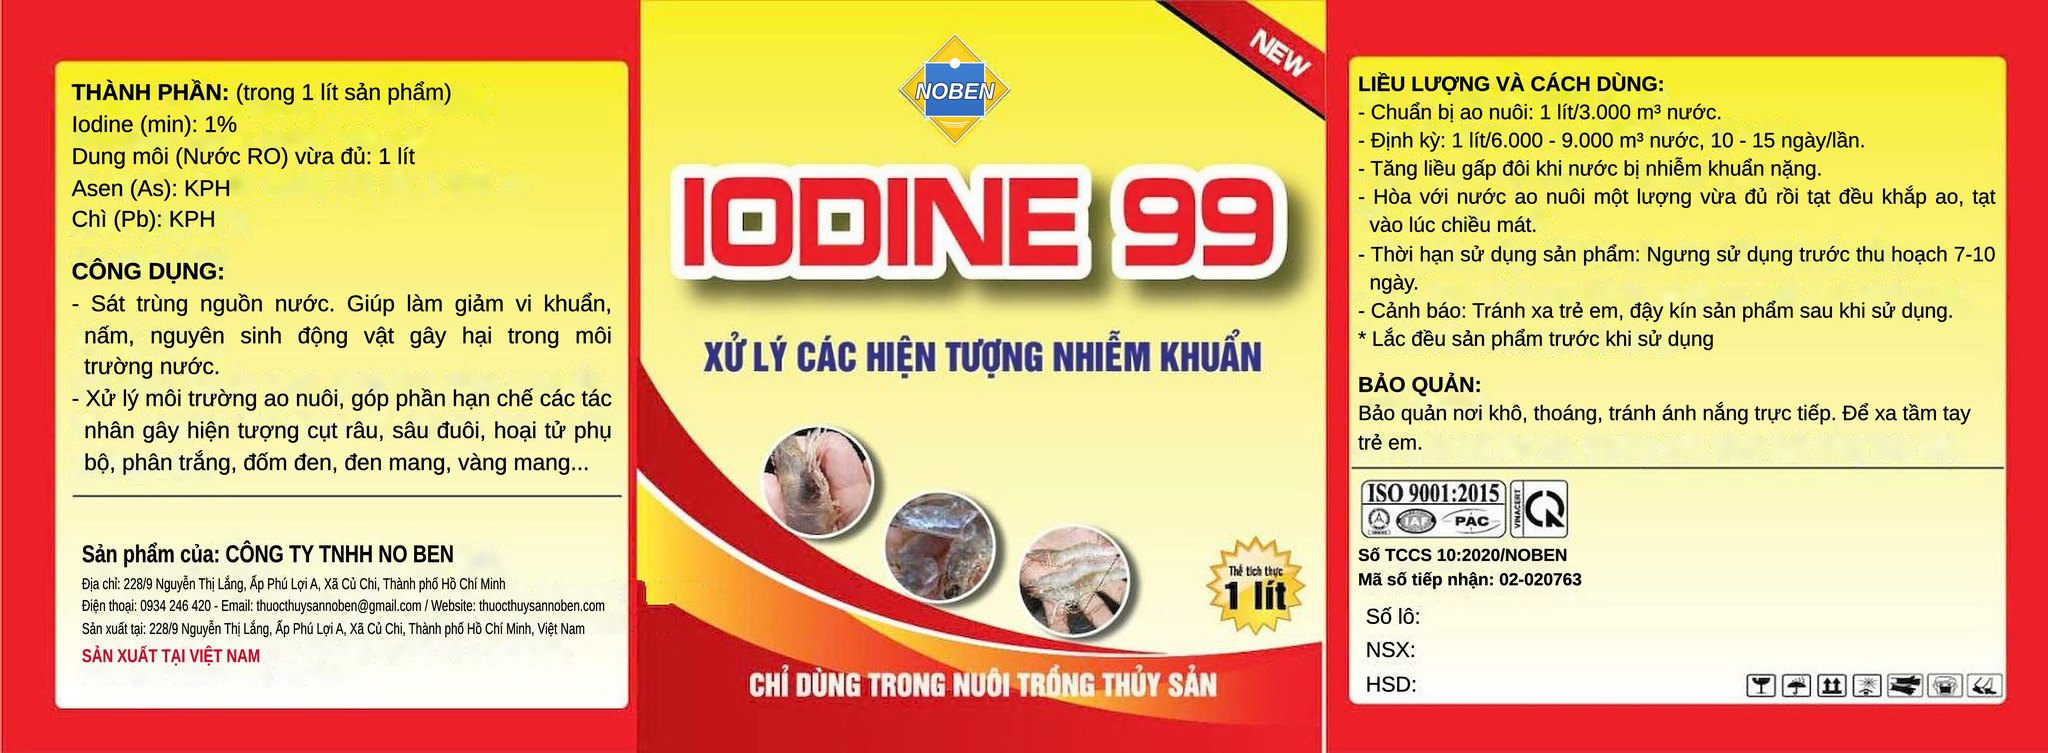 THÀNH PHẦN: (trong 1 lít sản phẩm)
Iodine (min): 1%
Dung môi (Nước RO) vừa đủ: 1 lít
Asen (As): KPH
Chì (Pb): KPH
CÔNG DỤNG:
- Sát trùng nguồn nước. Giúp làm giảm vi khuẩn,
nấm, nguyên sinh động vật gây hại trong môi
trường nước.
- Xử lý môi trường ao nuôi, góp phần hạn chế các tác
nhân gây hiện tượng cụt râu, sâu đuôi, hoại tử phụ
bộ, phân trắng, đốm đen, đen mang, vàng mang...
Sản phẩm của: CÔNG TY TNHH NO BEN
Địa chỉ: 228/9 Nguyễn Thị Lắng, Ấp Phú Lợi A, Xã Củ Chi, Thành phố Hồ Chí Minh
Điện thoại: 0934 246 420 - Email: thuocthuysannoben@gmail.com / Website: thuocthuysannoben.com
Sản xuất tại: 228/9 Nguyễn Thị Lắng, Ấp Phú Lợi A, Xã Củ Chi, Thành phố Hồ Chí Minh, Việt Nam
SẢN XUẤT TẠI VIỆT NAM
NEW
NOBEN
IODINE 99
XỬ LÝ CÁC HIỆN TƯỢNG NHIỄM KHUẨN
Thể tích thực
1 lít
CHỈ DÙNG TRONG NUÔI TRỒNG THỦY SẢN
LIỀU LƯỢNG VÀ CÁCH DÙNG:
- Chuẩn bị ao nuôi: 1 lít/3.000 m³ nước.
- Định kỳ: 1 lít/6.000 - 9.000 m³ nước, 10 - 15 ngày/lần.
- Tăng liều gấp đôi khi nước bị nhiễm khuẩn nặng.
- Hòa với nước ao nuôi một lượng vừa đủ rồi tạt đều khắp ao, tạt
vào lúc chiều mát.
- Thời hạn sử dụng sản phẩm: Ngưng sử dụng trước thu hoạch 7-10
ngày.
- Cảnh báo: Tránh xa trẻ em, đậy kín sản phẩm sau khi sử dụng.
* Lắc đều sản phẩm trước khi sử dụng
BẢO QUẢN:
Bảo quản nơi khô, thoáng, tránh ánh nắng trực tiếp. Để xa tầm tay
trẻ em.
ISO 9001:2015
IAF
PAC
VINACERT
Số TCCS 10:2020/NOBEN
Mã số tiếp nhận: 02-020763
Số lô:
NSX:
HSD: